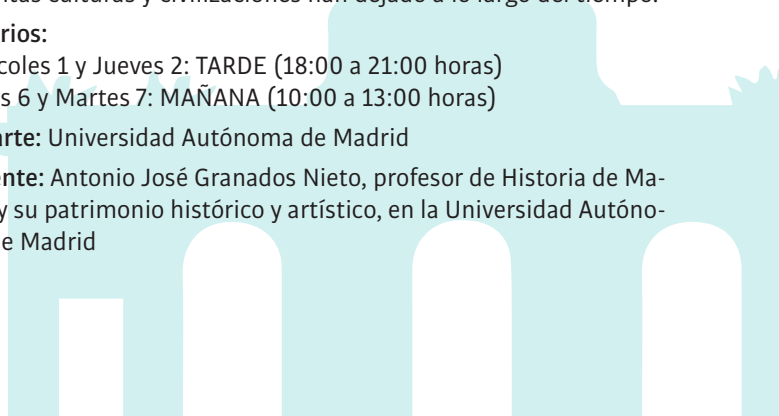 ntas culturas y civilizaciones han dejado a lo largo del tiempo.
rios:
coles 1 y Jueves 2: TARDE (18:00 a 21:00 horas)
s 6 y Martes 7: MAÑANA (10:00 a 13:00 horas)
arte: Universidad Autónoma de Madrid
nte: Antonio José Granados Nieto, profesor de Historia de Ma-
y su patrimonio histórico y artístico, en la Universidad Autóno-
e Madrid